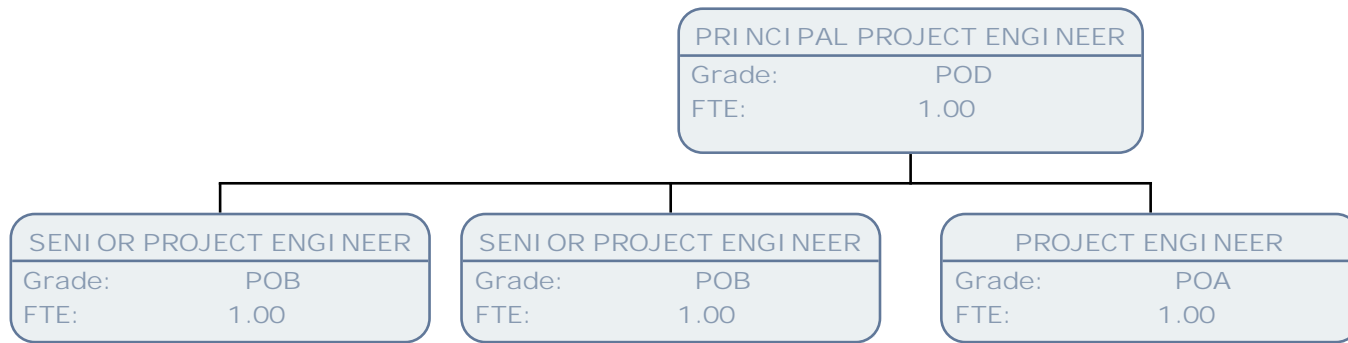 PRINCIPAL PROJECT ENGINEER
Grade: POD
FTE: 1.00
SENIOR PROJECT ENGINEER
Grade: POB
FTE: 1.00
SENIOR PROJECT ENGINEER
Grade: POB
FTE: 1.00
PROJECT ENGINEER
Grade: POA
FTE: 1.00